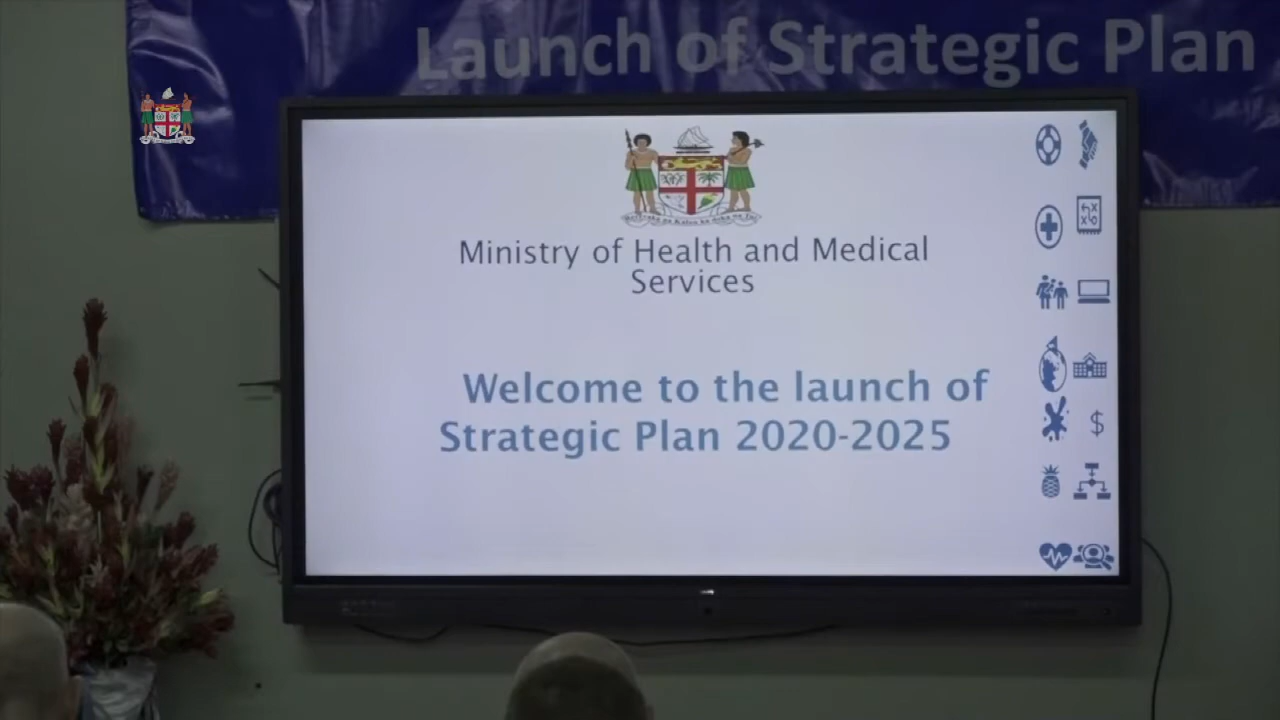 Launch of Strategic Plan
Ministry of Health and Medical
Services
Welcome to the launch of
Strategic Plan 2020-2025
$